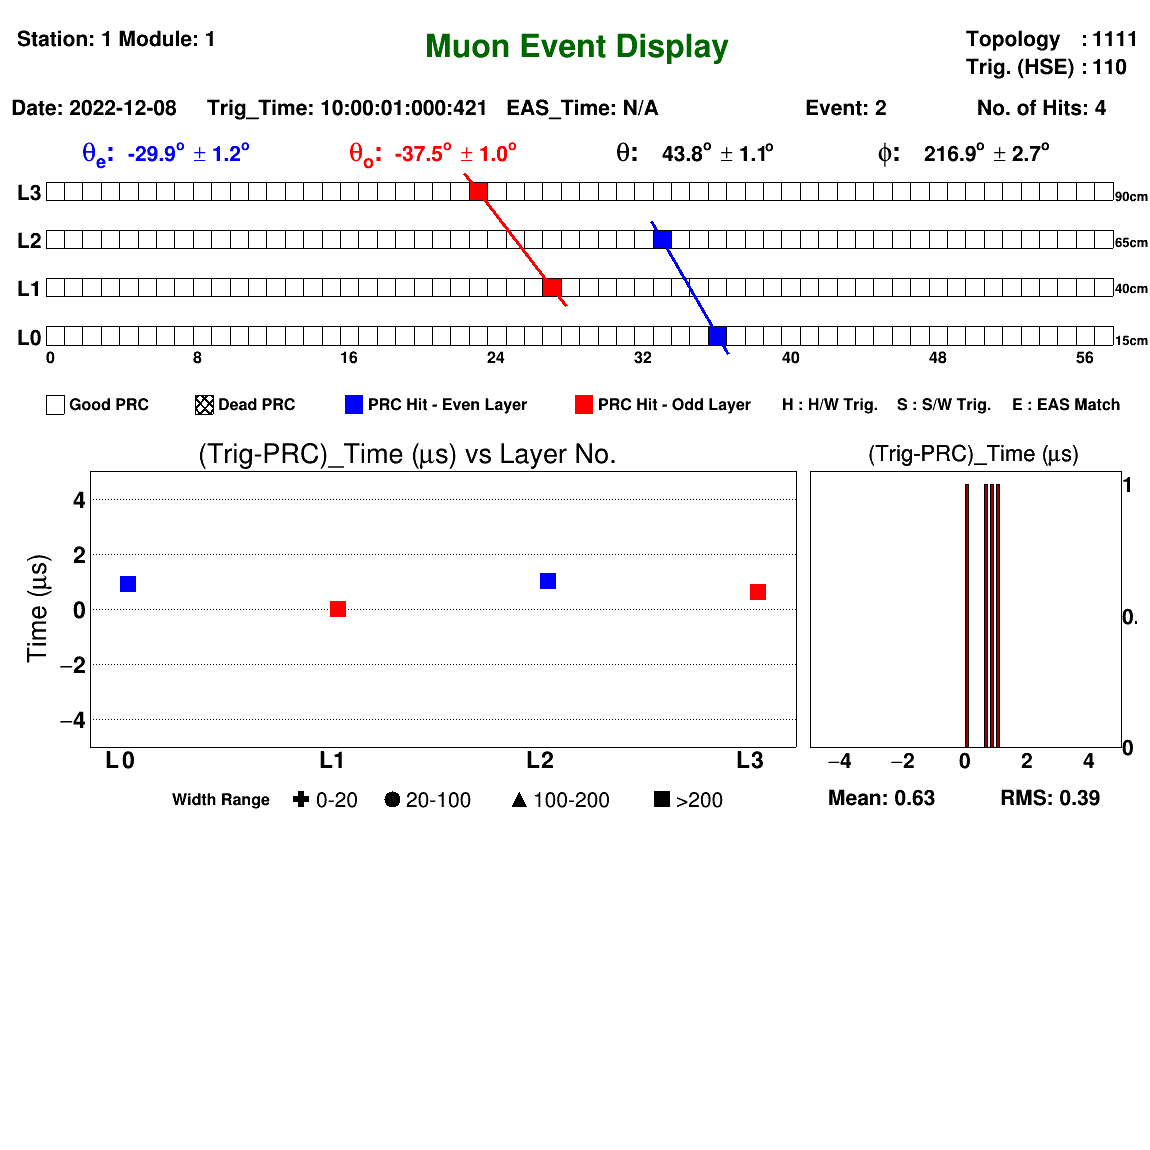 Station: 1 Module: 1
Muon Event Display
Topology : 1111
Trig. (HSE) : 110
Date: 2022-12-08 Trig_Time: 10:00:01:000:421 EAS_Time: N/A Event: 2 No. of Hits: 4
θe: -29.9° ± 1.2° θo: -37.5° ± 1.0° θ: 43.8° ± 1.1° ϕ: 216.9° ± 2.7°
L3 90cm
L2 65cm
L1 40cm
L0 15cm
0 8 16 24 32 40 48 56
Good PRC Dead PRC PRC Hit - Even Layer PRC Hit - Odd Layer H : H/W Trig. S : S/W Trig. E : EAS Match
(Trig-PRC)_Time (μs) vs Layer No.
Time (μs)
4
2
0
−2
−4
L0 L1 L2 L3
Width Range 0-20 20-100 100-200 >200
(Trig-PRC)_Time (μs)
1
0.
0
−4 −2 0 2 4
Mean: 0.63 RMS: 0.39